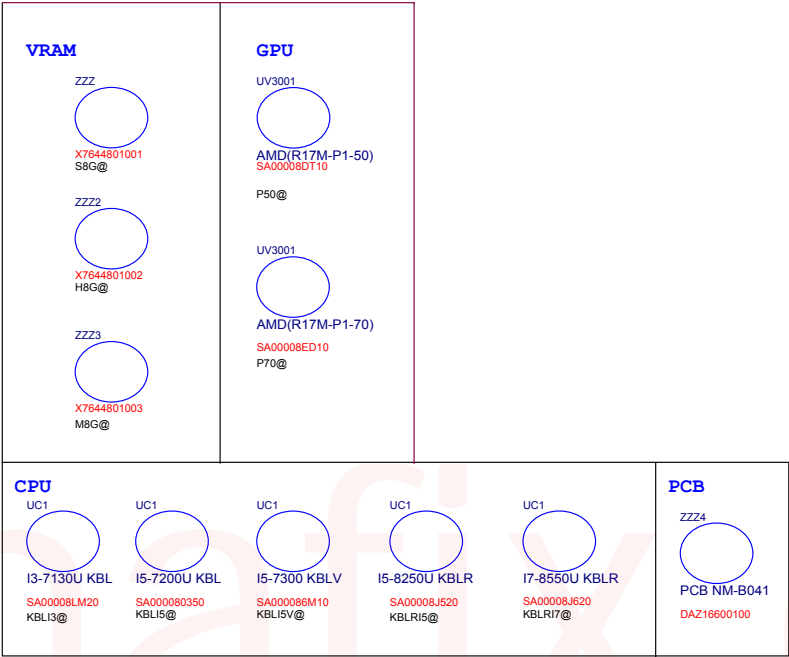 VRAM
ZZZ
X7644801001
S8G@
ZZZ2
X7644801002
H8G@
ZZZ3
X7644801003
M8G@
GPU
UV3001
AMD(R17M-P1-50)
SA00008DT10
P50@
UV3001
AMD(R17M-P1-70)
SA00008ED10
P70@
CPU
UC1
I3-7130U KBL
SA00008LM20
KBLI3@
UC1
I5-7200U KBL
SA000080350
KBLI5@
UC1
I5-7300 KBLV
SA000086M10
KBLI5V@
UC1
I5-8250U KBLR
SA00008J520
KBLRI5@
UC1
I7-8550U KBLR
SA00008J620
KBLRI7@
PCB
ZZZ4
PCB NM-B041
DAZ16600100